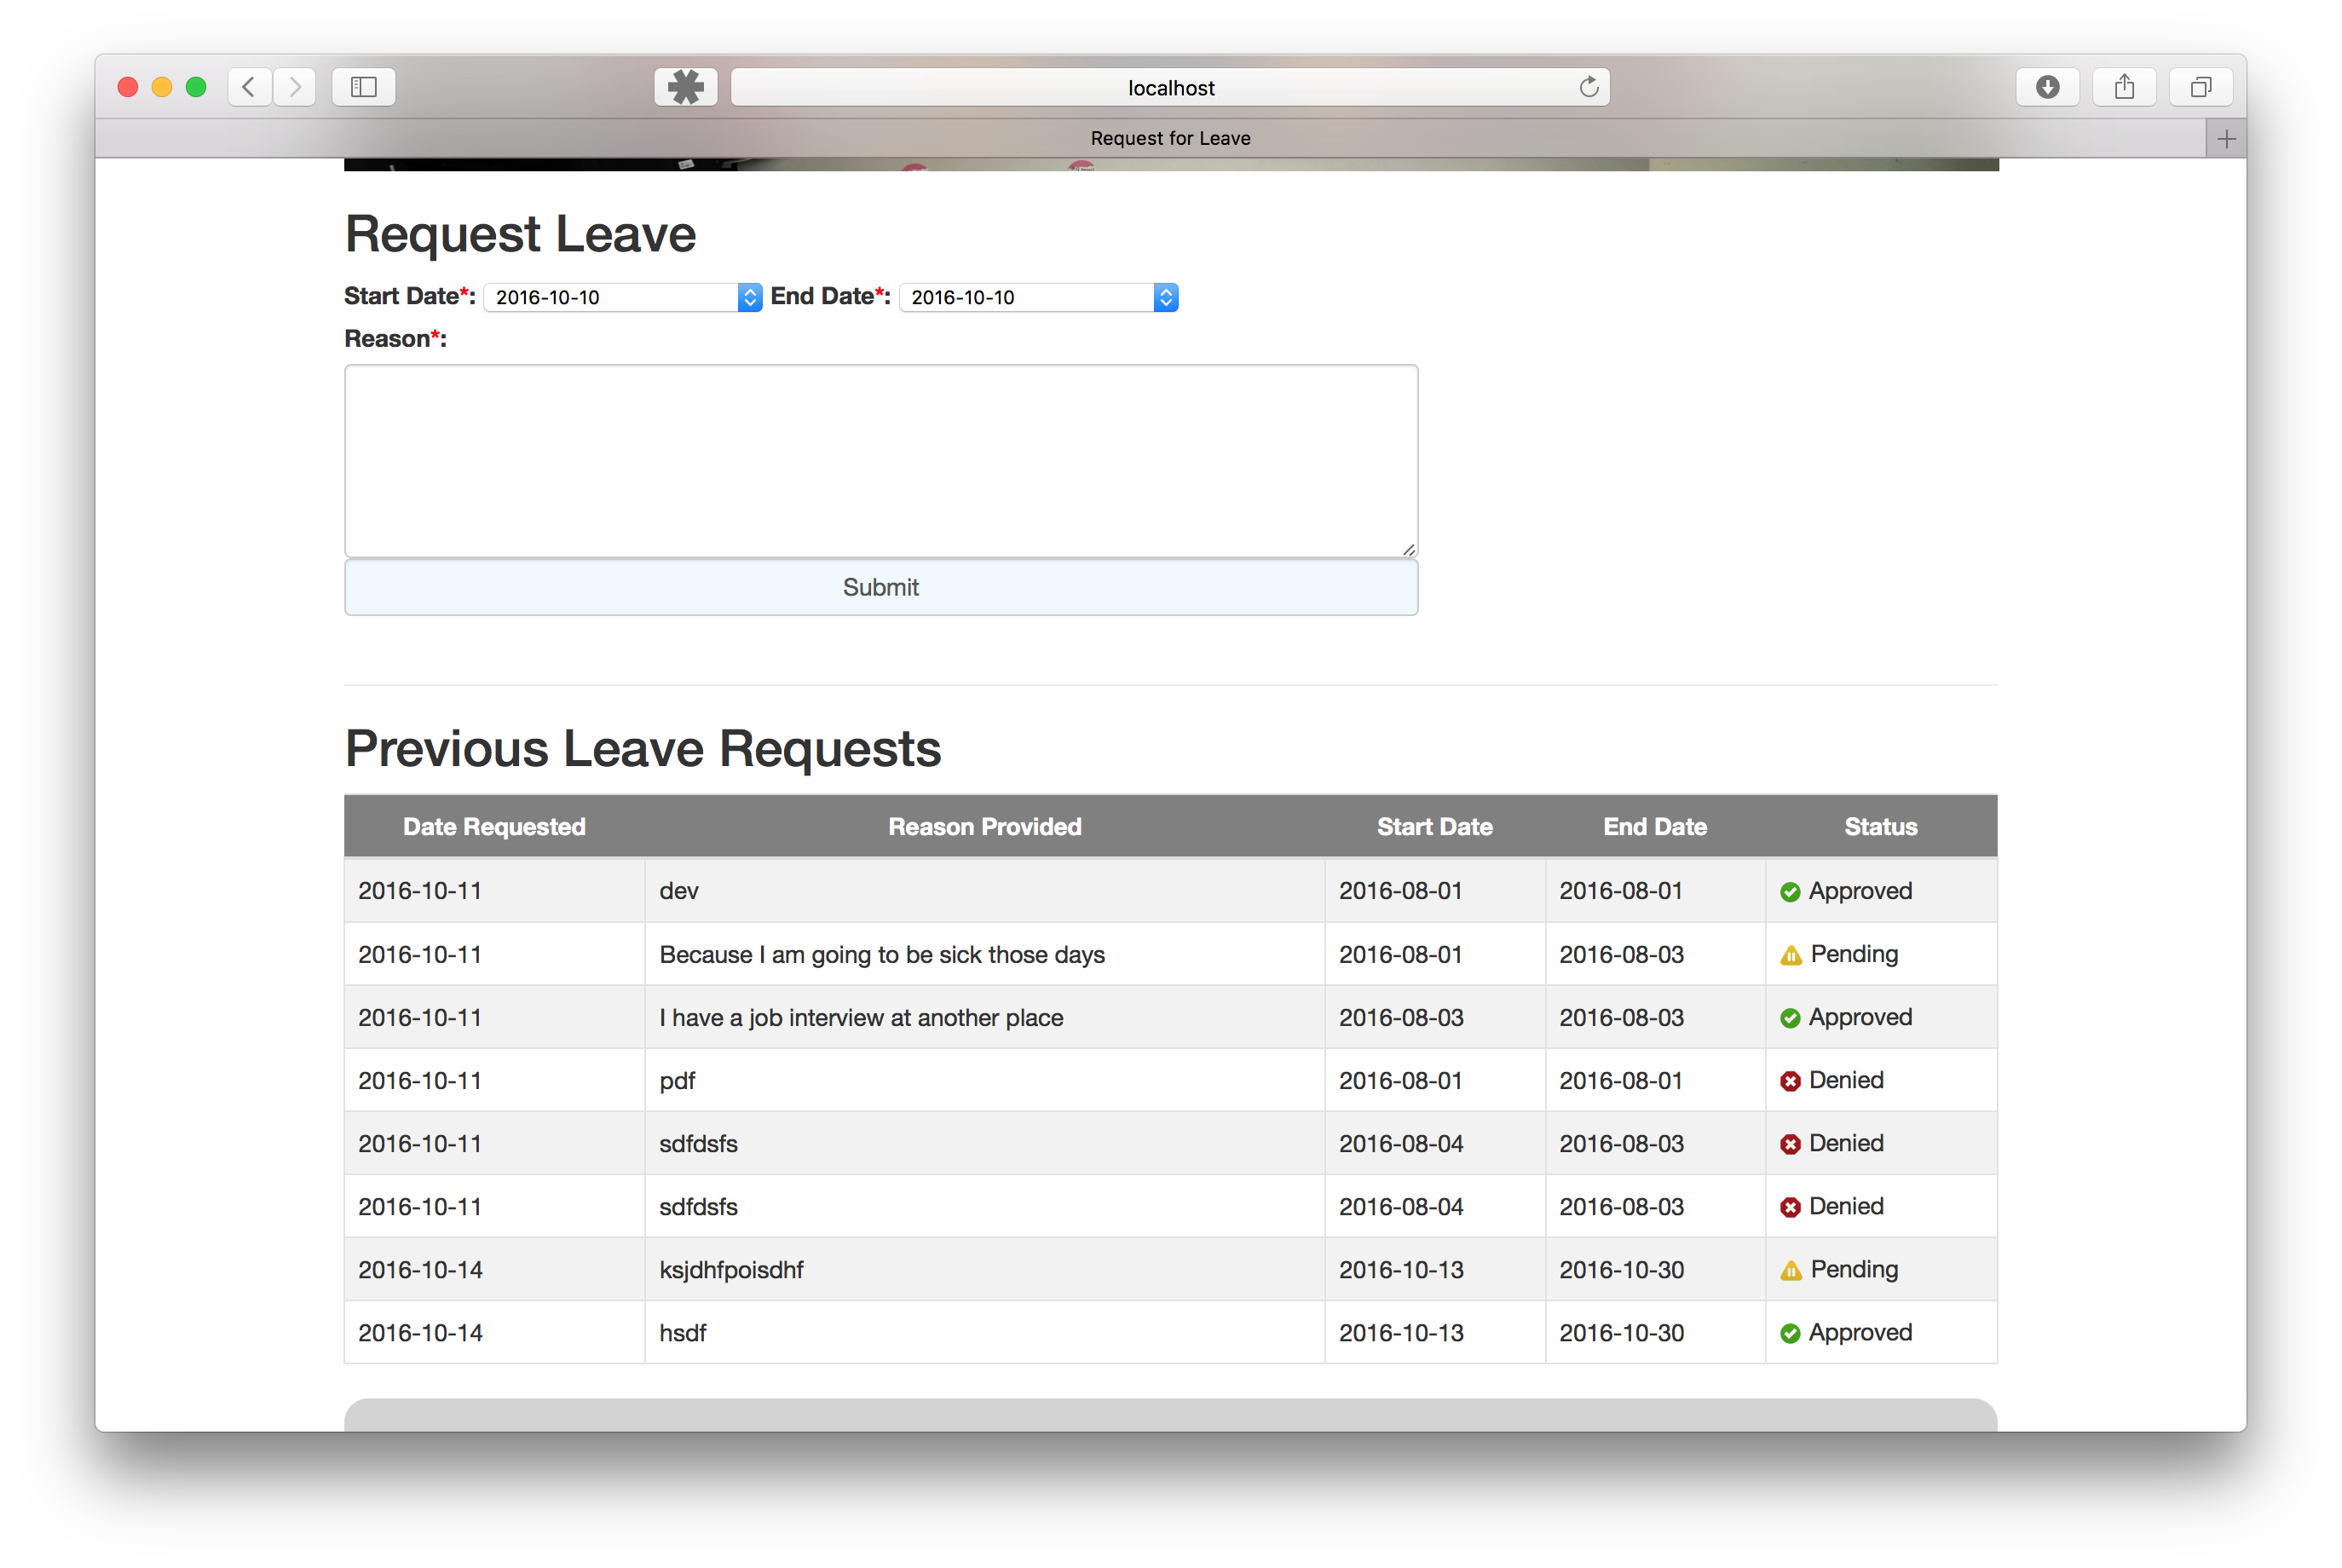 localhost
Request for Leave
Request Leave
Start Date*: 2016-10-10 End Date*: 2016-10-10
Reason*:
Submit
Previous Leave Requests
Date Requested Reason Provided Start Date End Date Status
2016-10-11 dev 2016-08-01 2016-08-01 Approved
2016-10-11 Because I am going to be sick those days 2016-08-01 2016-08-03 Pending
2016-10-11 I have a job interview at another place 2016-08-03 2016-08-03 Approved
2016-10-11 pdf 2016-08-01 2016-08-01 Denied
2016-10-11 sdfdsfs 2016-08-04 2016-08-03 Denied
2016-10-11 sdfdsfs 2016-08-04 2016-08-03 Denied
2016-10-14 ksjdhfpoisdhf 2016-10-13 2016-10-30 Pending
2016-10-14 hsdf 2016-10-13 2016-10-30 Approved